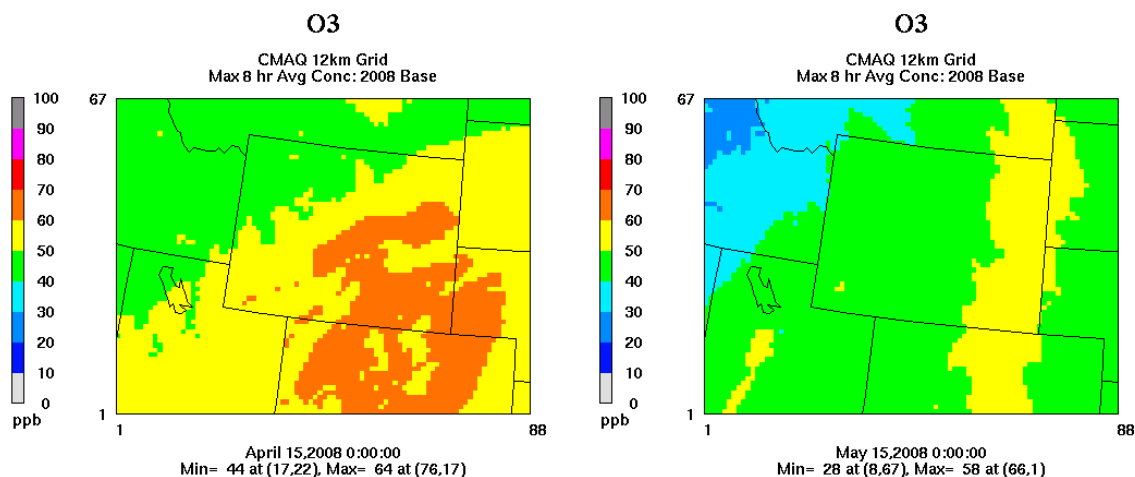 O3
CMAQ 12km Grid
Max 8 hr Avg Conc: 2008 Base
100
90
80
70
60
50
40
30
20
10
0
ppb
67
1
1
88
April 15,2008 0:00:00
Min= 44 at (17,22), Max= 64 at (76,17)
O3
CMAQ 12km Grid
Max 8 hr Avg Conc: 2008 Base
100
90
80
70
60
50
40
30
20
10
0
ppb
67
1
1
88
May 15,2008 0:00:00
Min= 28 at (8,67), Max= 58 at (66,1)